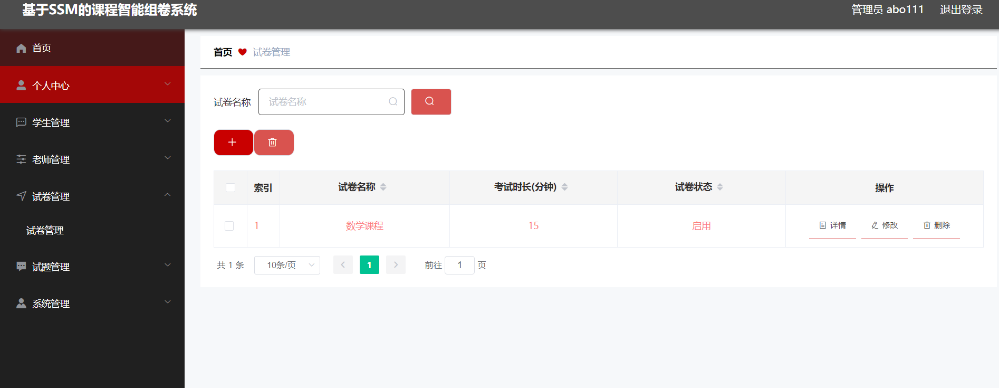 基于SSM的课程智能组卷系统
管理员 abo111 退出登录
首页
个人中心
学生管理
老师管理
试卷管理
试卷管理
试题管理
系统管理
首页 试卷管理
试卷名称 试卷名称
索引 试卷名称 考试时长(分钟) 试卷状态 操作
1 数学课程 15 启用 详情 修改 删除
共 1 条 10条/页 1 前往 1 页